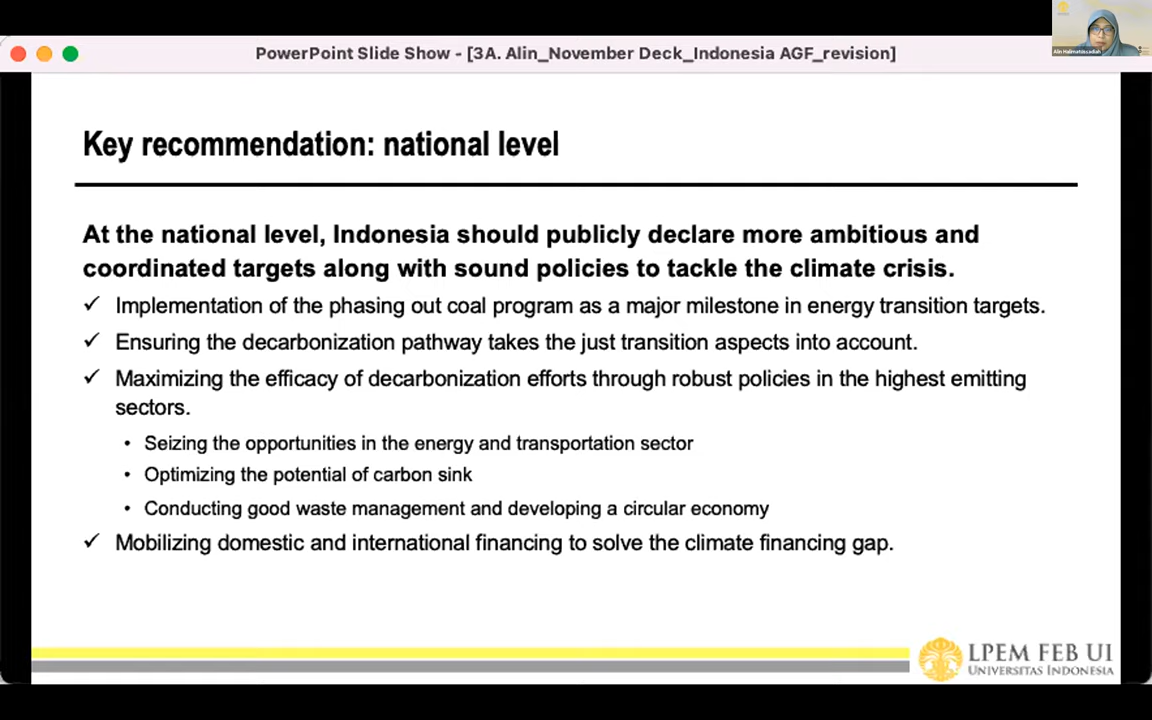 PowerPoint Slide Show - [3A. Alin_November Deck_Indonesia AGF_revision]
Alin Halimatussadiah
Key recommendation: national level
At the national level, Indonesia should publicly declare more ambitious and
coordinated targets along with sound policies to tackle the climate crisis.
✓ Implementation of the phasing out coal program as a major milestone in energy transition targets.
✓ Ensuring the decarbonization pathway takes the just transition aspects into account.
✓ Maximizing the efficacy of decarbonization efforts through robust policies in the highest emitting
sectors.
• Seizing the opportunities in the energy and transportation sector
• Optimizing the potential of carbon sink
• Conducting good waste management and developing a circular economy
✓ Mobilizing domestic and international financing to solve the climate financing gap.
LPEM FEB UI
UNIVERSITAS INDONESIA